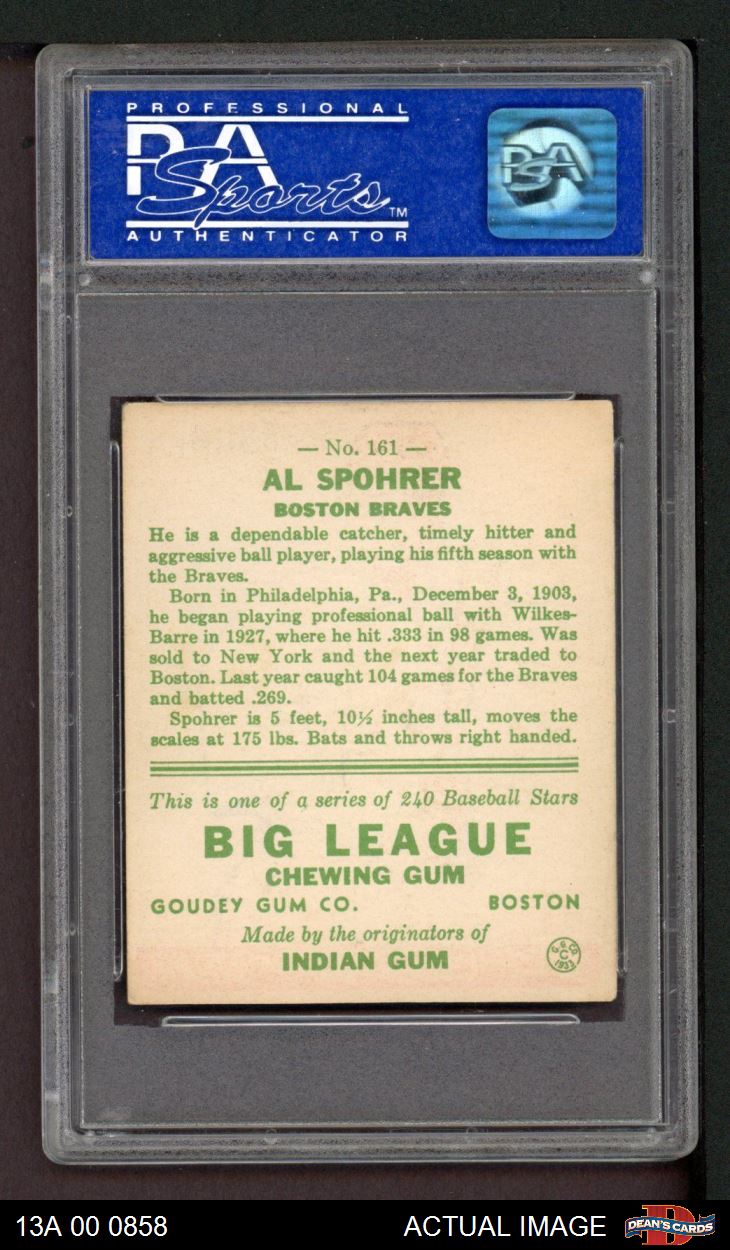 PROFESSIONAL
PSA
Sports™
AUTHENTICATOR
PSA
— No. 161 —
AL SPOHRER
BOSTON BRAVES
He is a dependable catcher, timely hitter and
aggressive ball player, playing his fifth season with
the Braves.
Born in Philadelphia, Pa., December 3, 1903,
he began playing professional ball with Wilkes-
Barre in 1927, where he hit .333 in 98 games. Was
sold to New York and the next year traded to
Boston. Last year caught 104 games for the Braves
and batted .269.
Spohrer is 5 feet, 10½ inches tall, moves the
scales at 175 lbs. Bats and throws right handed.
This is one of a series of 240 Baseball Stars
BIG LEAGUE
CHEWING GUM
GOUDEY GUM CO. BOSTON
Made by the originators of
INDIAN GUM
G.G.CO.
C
1933
13A 00 0858 ACTUAL IMAGE
DEAN'S CARDS